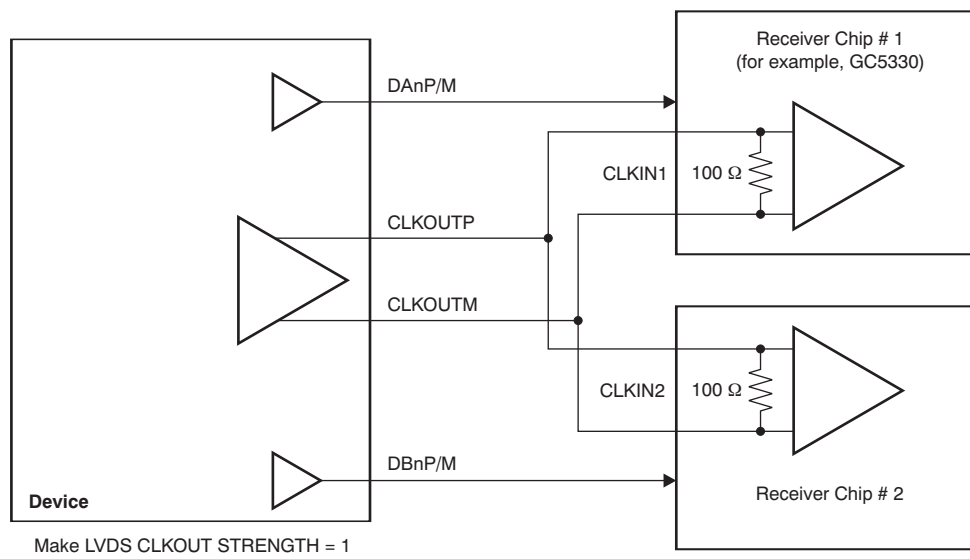 Receiver Chip # 1
(for example, GC5330)
DAnP/M
CLKIN1
100 Ω
CLKOUTP
CLKOUTM
CLKIN2
100 Ω
DBnP/M
Receiver Chip # 2
Device
Make LVDS CLKOUT STRENGTH = 1